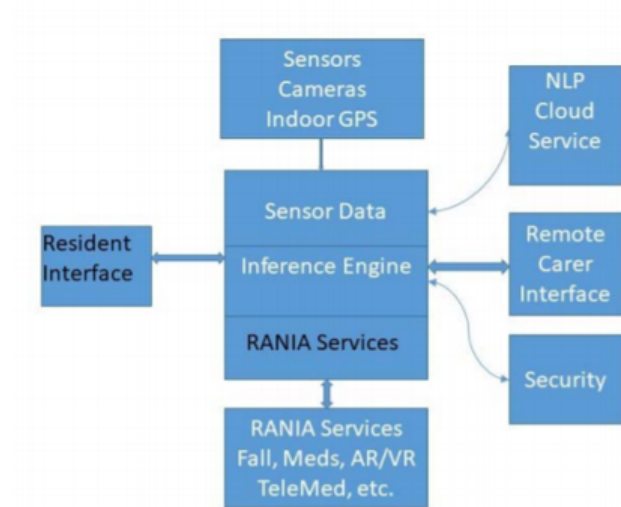 Sensors
Cameras
Indoor GPS
NLP
Cloud
Service
Sensor Data
Resident
Interface
Inference Engine
Remote
Carer
Interface
RANIA Services
Security
RANIA Services
Fall, Meds, AR/VR
TeleMed, etc.